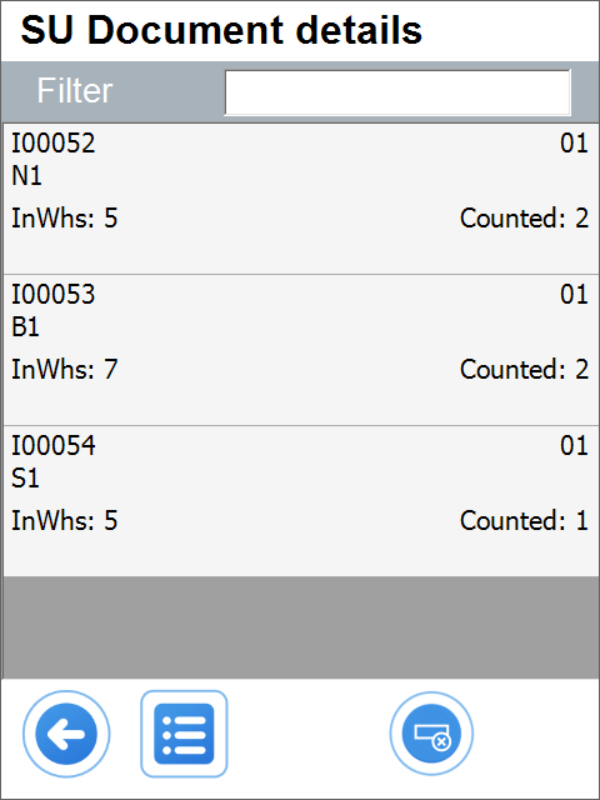 SU Document details
Filter
I00052 01
N1
InWhs: 5 Counted: 2
I00053 01
B1
InWhs: 7 Counted: 2
I00054 01
S1
InWhs: 5 Counted: 1